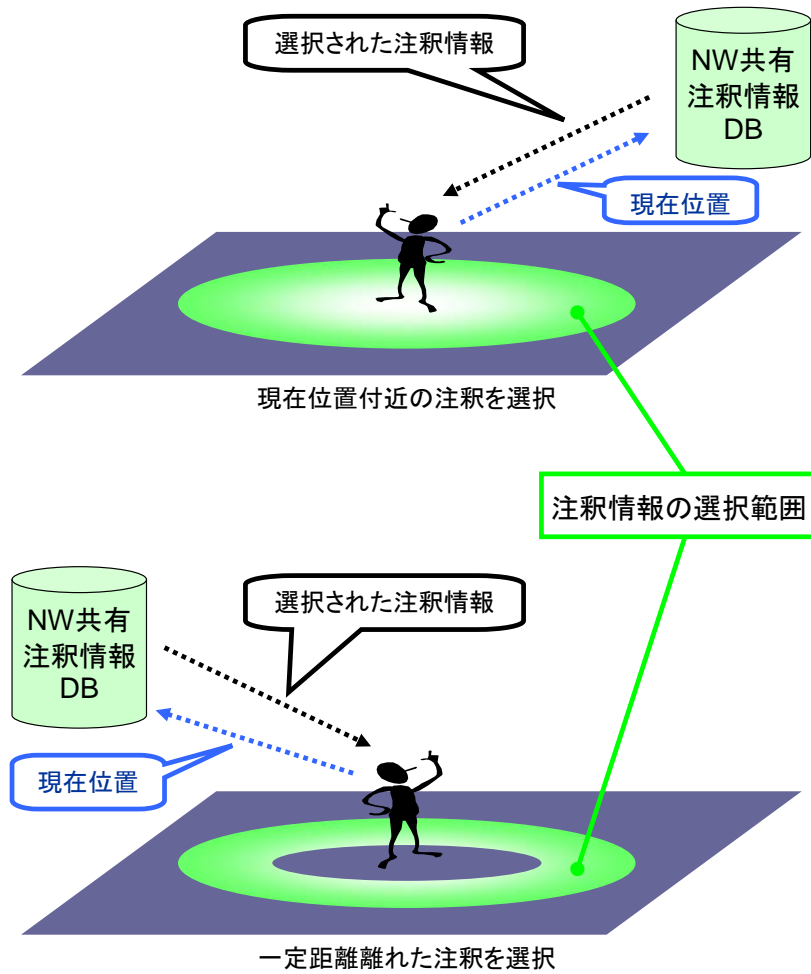 選択された注釈情報
NW共有
注釈情報
DB
現在位置
現在位置付近の注釈を選択
注釈情報の選択範囲
NW共有
注釈情報
DB
選択された注釈情報
現在位置
一定距離離れた注釈を選択